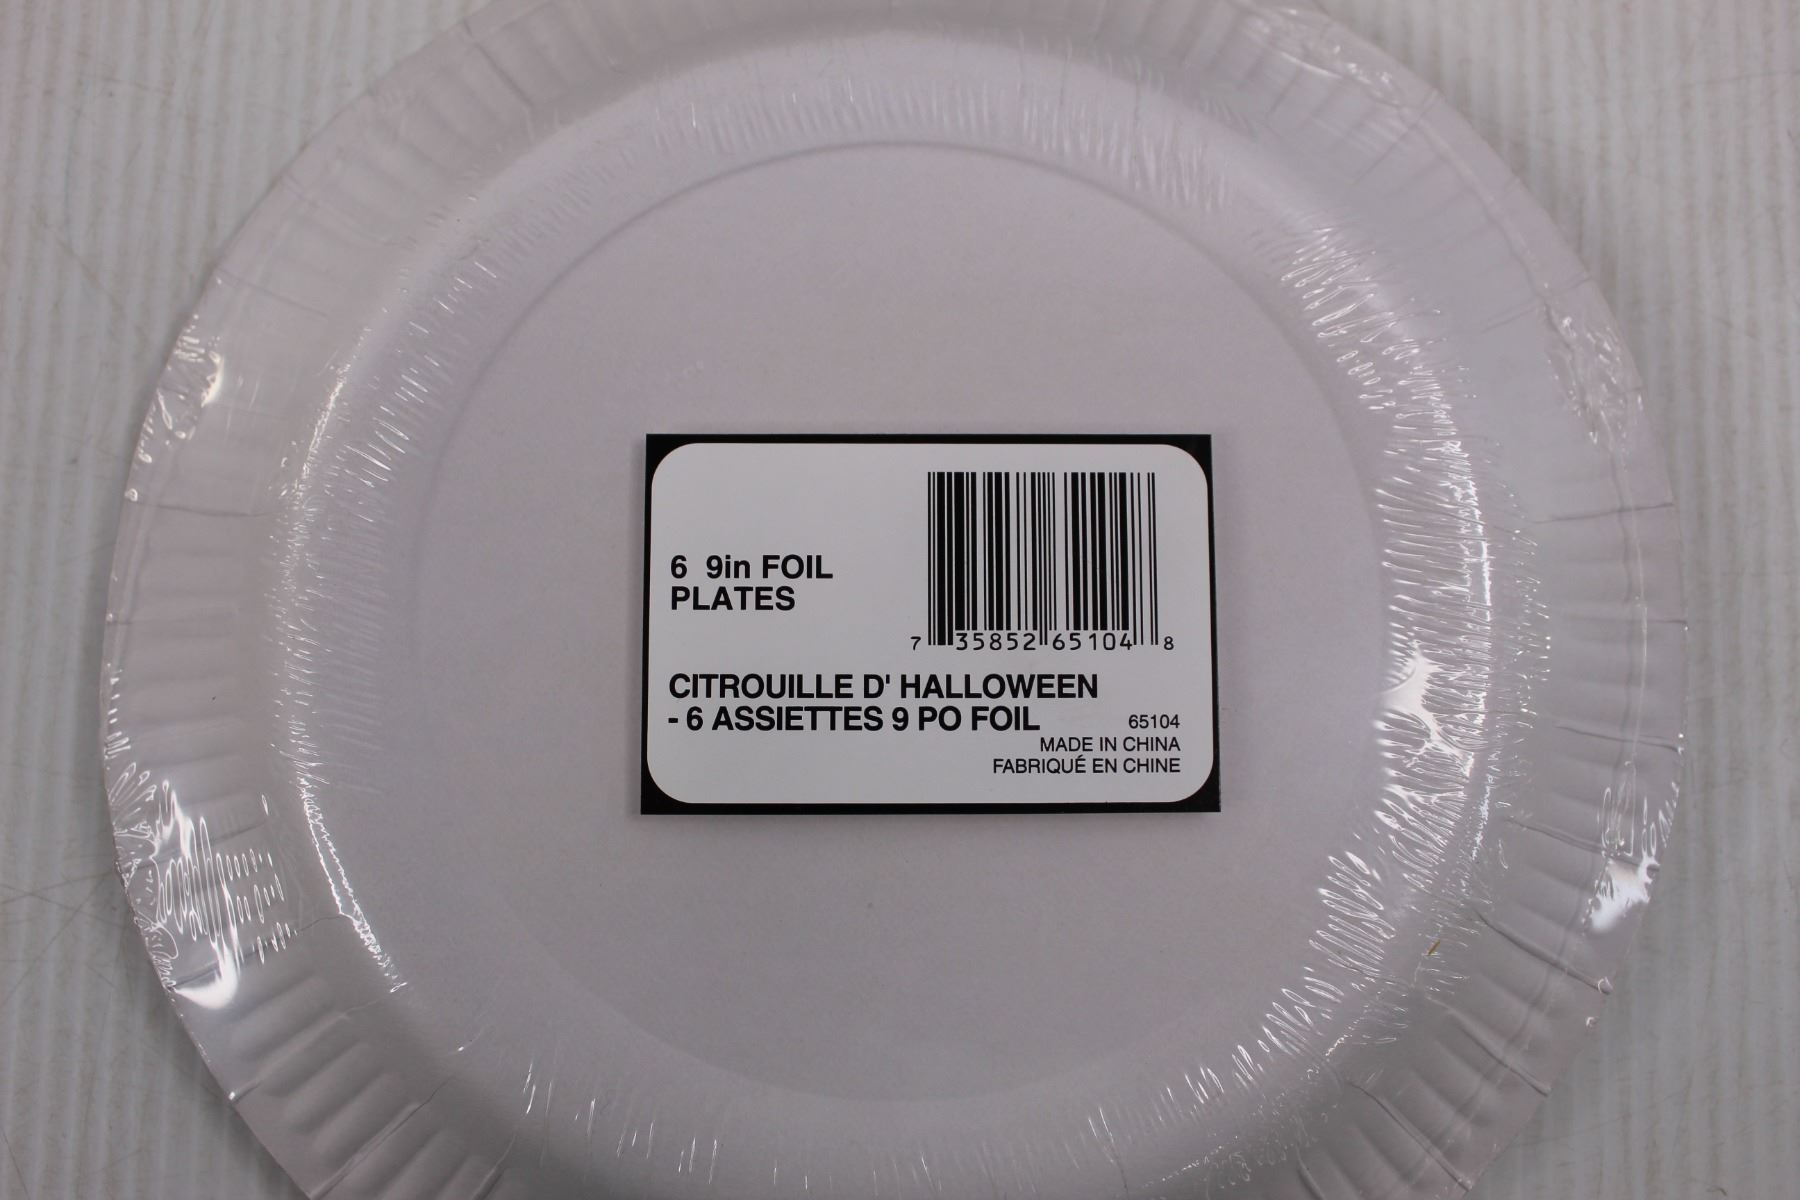 6 9in FOIL
PLATES
7 35852 65104 8
CITROUILLE D' HALLOWEEN
- 6 ASSIETTES 9 PO FOIL
65104
MADE IN CHINA
FABRIQUÉ EN CHINE